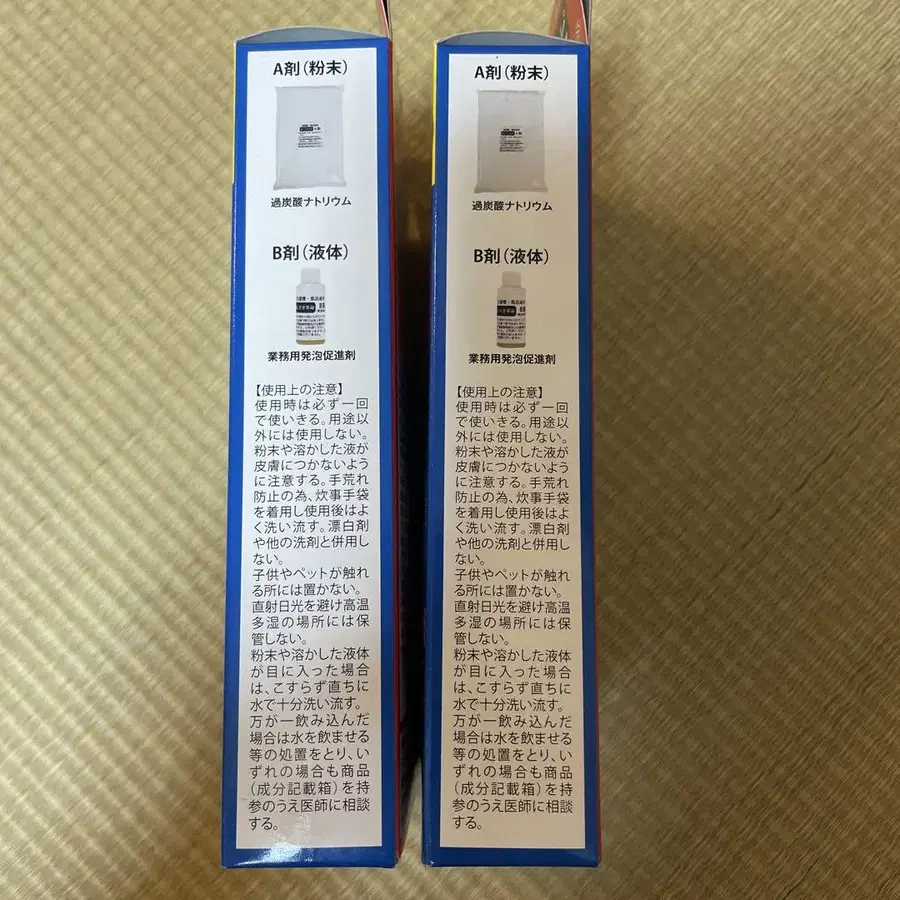 A剤(粉末)
過炭酸ナトリウム
B剤(液体)
業務用発泡促進剤
【使用上の注意】
使用時は必ず一回
で使いきる。用途以
外には使用しない。
粉末や溶かした液が
皮膚につかないよう
に注意する。手荒れ
防止の為、炊事手袋
を着用し使用後はよ
く洗い流す。漂白剤
や他の洗剤と併用し
ない。
子供やペットが触れ
る所には置かない。
直射日光を避け高温
多湿の場所には保
管しない。
粉末や溶かした液体
が目に入った場合
は、こすらず直ちに
水で十分洗い流す。
万が一飲み込んだ
場合は水を飲ませる
等の処置をとり、い
ずれの場合も商品
(成分記載箱)を持
参のうえ医師に相談
する。
A剤(粉末)
過炭酸ナトリウム
B剤(液体)
業務用発泡促進剤
【使用上の注意】
使用時は必ず一回
で使いきる。用途以
外には使用しない。
粉末や溶かした液が
皮膚につかないよう
に注意する。手荒れ
防止の為、炊事手袋
を着用し使用後はよ
く洗い流す。漂白剤
や他の洗剤と併用し
ない。
子供やペットが触れ
る所には置かない。
直射日光を避け高温
多湿の場所には保
管しない。
粉末や溶かした液体
が目に入った場合
は、こすらず直ちに
水で十分洗い流す。
万が一飲み込んだ
場合は水を飲ませる
等の処置をとり、い
ずれの場合も商品
(成分記載箱)を持
参のうえ医師に相談
する。